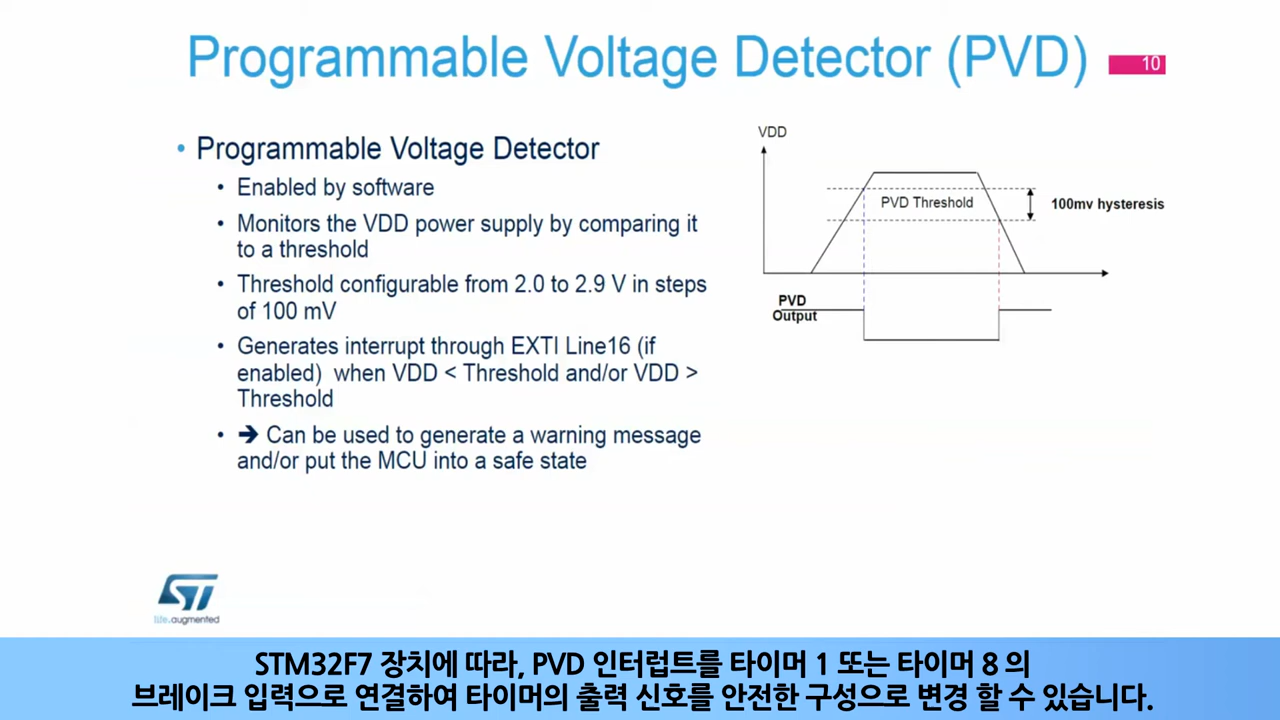 Programmable Voltage Detector (PVD)
10
• Programmable Voltage Detector
• Enabled by software
• Monitors the VDD power supply by comparing it
to a threshold
• Threshold configurable from 2.0 to 2.9 V in steps
of 100 mV
• Generates interrupt through EXTI Line16 (if
enabled) when VDD < Threshold and/or VDD >
Threshold
• ➔ Can be used to generate a warning message
and/or put the MCU into a safe state
VDD
PVD Threshold
100mv hysteresis
PVD
Output
ST
life.augmented
STM32F7 장치에 따라, PVD 인터럽트를 타이머 1 또는 타이머 8 의
브레이크 입력으로 연결하여 타이머의 출력 신호를 안전한 구성으로 변경 할 수 있습니다.